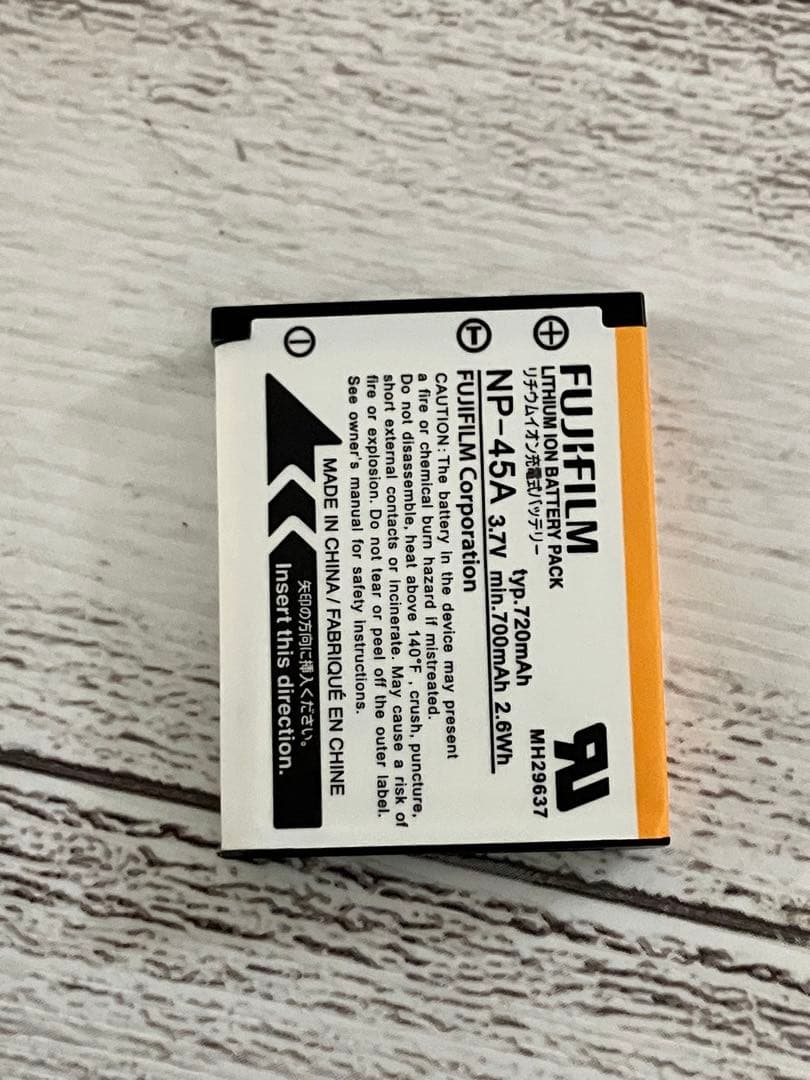 FUJIFILM
LITHIUM ION BATTERY PACK
リチウムイオン充電式バッテリー
MH29637
typ.720mAh
NP-45A 3.7V min.700mAh 2.6Wh
FUJIFILM Corporation
CAUTION: The battery in the device may present
a fire or chemical burn hazard if mistreated.
Do not disassemble, heat above 140°F, crush, puncture,
short external contacts or incinerate. May cause a risk of
fire or explosion. Do not tear or peel off the outer label.
See owner's manual for safety instructions.
MADE IN CHINA/ FABRIQUÉ EN CHINE
矢印の方向に挿入ください。
Insert this direction.
+
T
−